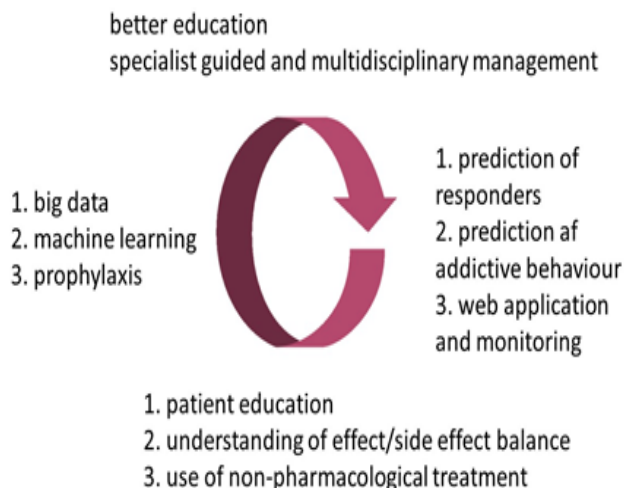 better education
specialist guided and multidisciplinary management
1. prediction of
responders
2. prediction af
addictive behaviour
3. web application
and monitoring
1. patient education
2. understanding of effect/side effect balance
3. use of non-pharmacological treatment
1. big data
2. machine learning
3. prophylaxis